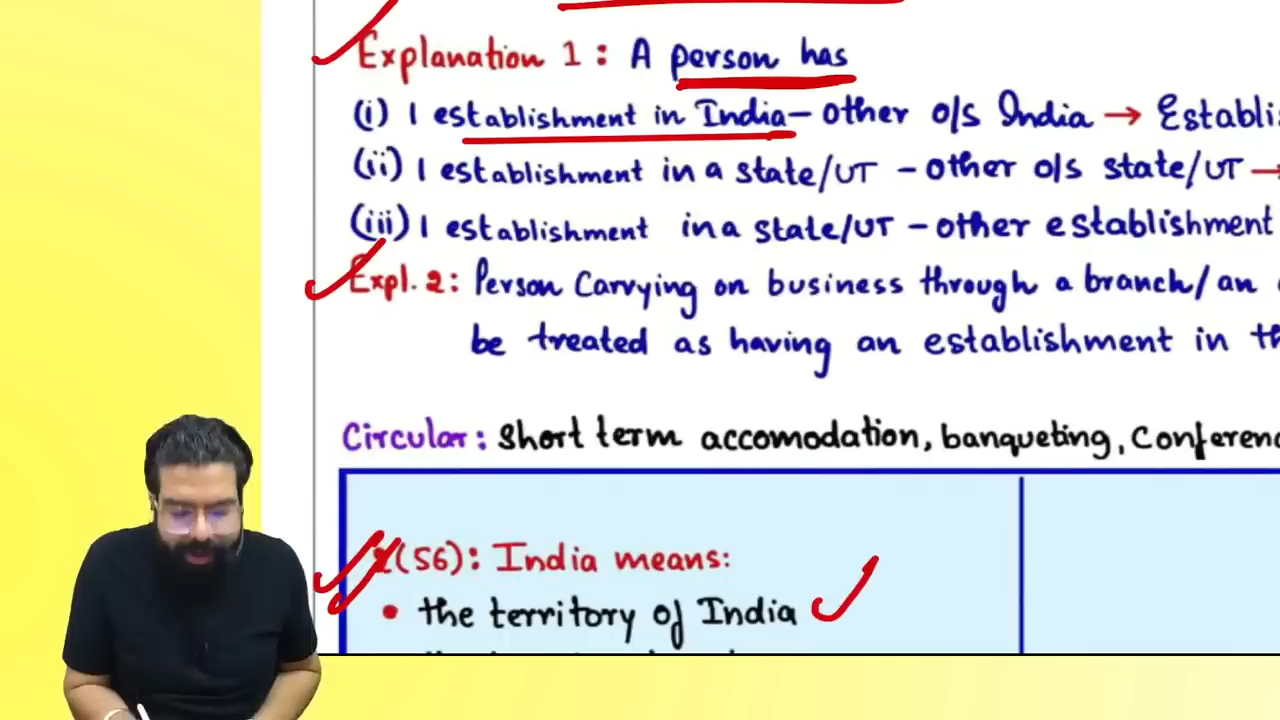 Explanation 1: A person has
(i) 1 establishment in India – other o/s India → Establi
(ii) 1 establishment in a state/UT – other o/s state/UT →
(iii) 1 establishment in a state/UT – other establishment
Expl. 2: Person Carrying on business through a branch/an
be treated as having an establishment in th
Circular: Short term accomodation, banqueting, Conferenc
2(56): India means:
• the territory of India